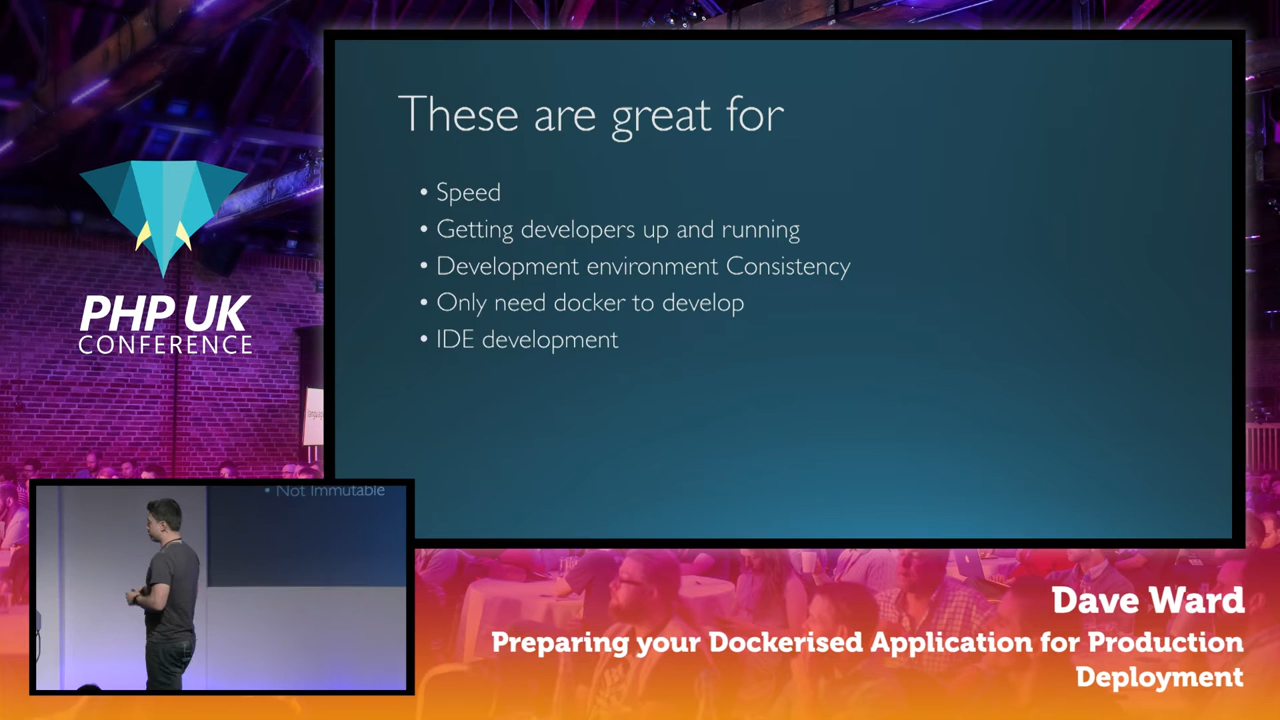 These are great for
• Speed
• Getting developers up and running
• Development environment Consistency
• Only need docker to develop
• IDE development
PHP UK
CONFERENCE
• Not Immutable
Dave Ward
Preparing your Dockerised Application for Production
Deployment